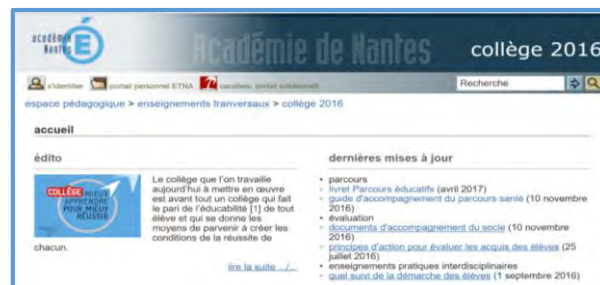 académie
Nantes
É
Académie de Nantes
collège 2016
s'identifier
portail personnel ETNA
Recherche
espace pédagogique > enseignements tranversaux > collège 2016
accueil
édito
COLLÈGE MIEUX
APPRENDRE
POUR MIEUX
RÉUSSIR
Le collège que l'on travaille
aujourd'hui à mettre en œuvre
est avant tout un collège qui fait
le pari de l'éducabilité [1] de tout
élève et qui se donne les
moyens de parvenir à créer les
conditions de la réussite de
chacun.
lire la suite .../...
dernières mises à jour
• parcours
livret Parcours éducatifs (avril 2017)
guide d'accompagnement du parcours santé (10 novembre
2016)
• évaluation
documents d'accompagnement du socle (10 novembre
2016)
principes d'action pour évaluer les acquis des élèves (25
juillet 2016)
• enseignements pratiques interdisciplinaires
quel suivi de la démarche des élèves (1 septembre 2016)